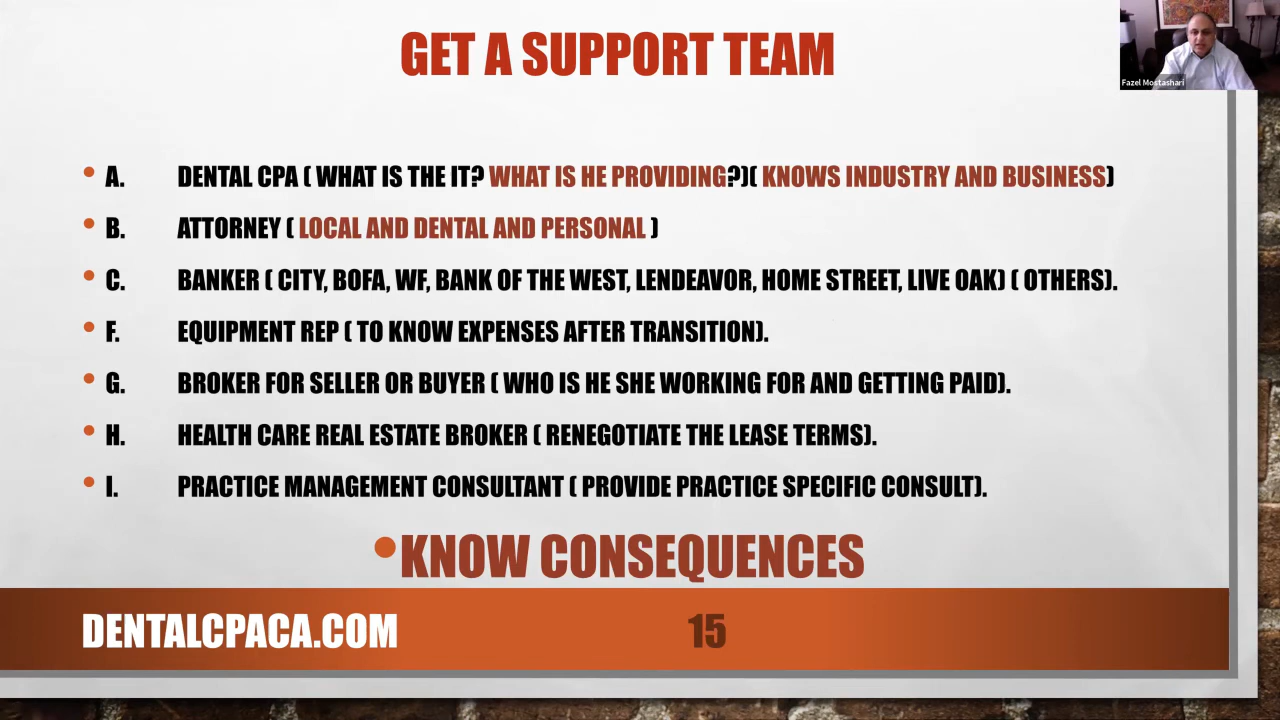 GET A SUPPORT TEAM
Fazel Mostashari
• A. DENTAL CPA ( WHAT IS THE IT? WHAT IS HE PROVIDING?)( KNOWS INDUSTRY AND BUSINESS)
• B. ATTORNEY ( LOCAL AND DENTAL AND PERSONAL )
• C. BANKER ( CITY, BOFA, WF, BANK OF THE WEST, LENDEAVOR, HOME STREET, LIVE OAK) ( OTHERS).
• F. EQUIPMENT REP ( TO KNOW EXPENSES AFTER TRANSITION).
• G. BROKER FOR SELLER OR BUYER ( WHO IS HE SHE WORKING FOR AND GETTING PAID).
• H. HEALTH CARE REAL ESTATE BROKER ( RENEGOTIATE THE LEASE TERMS).
• I. PRACTICE MANAGEMENT CONSULTANT ( PROVIDE PRACTICE SPECIFIC CONSULT).
• KNOW CONSEQUENCES
DENTALCPACA.COM 15